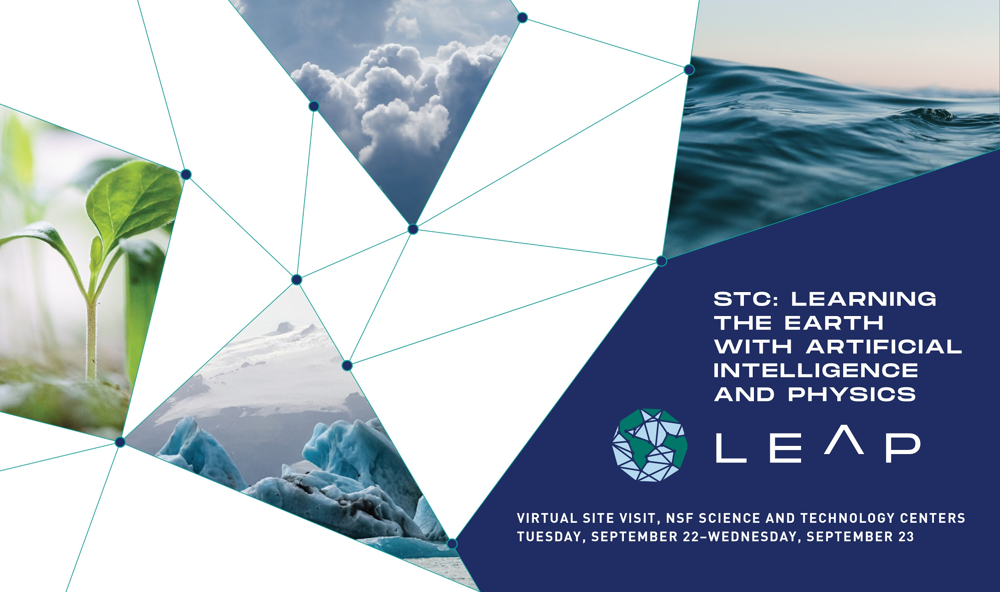 STC: LEARNING
THE EARTH
WITH ARTIFICIAL
INTELLIGENCE
AND PHYSICS
LEAP
VIRTUAL SITE VISIT, NSF SCIENCE AND TECHNOLOGY CENTERS
TUESDAY, SEPTEMBER 22–WEDNESDAY, SEPTEMBER 23